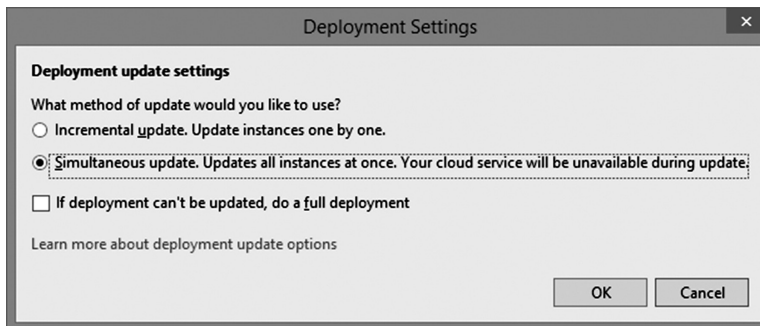 Deployment Settings
Deployment update settings
What method of update would you like to use?
Incremental update. Update instances one by one.
Simultaneous update. Updates all instances at once. Your cloud service will be unavailable during update.
If deployment can't be updated, do a full deployment
Learn more about deployment update options
OK Cancel